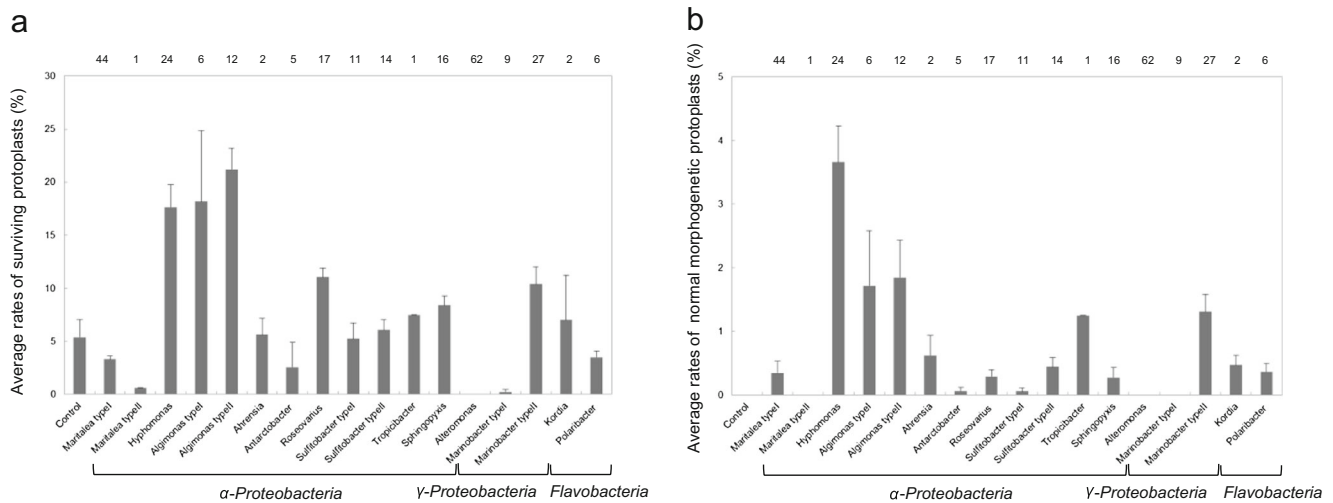 a
44 1 24 6 12 2 5 17 11 14 1 16 62 9 27 2 6
Average rates of surviving protoplasts (%)
30
25
20
15
10
5
0
Control
Maritalea typeI
Maritalea typeII
Hyphomonas
Algimonas typeI
Algimonas typeII
Ahrensia
Antarctobacter
Roseovarius
Sulfitobacter typeI
Sulfitobacter typeII
Tropicibacter
Sphingopyxis
Alteromonas
Marinobacter typeI
Marinobacter typeII
Kordia
Polaribacter
α-Proteobacteria γ-Proteobacteria Flavobacteria
b
44 1 24 6 12 2 5 17 11 14 1 16 62 9 27 2 6
Average rates of normal morphogenetic protoplasts (%)
5
4
3
2
1
0
Control
Maritalea typeI
Maritalea typeII
Hyphomonas
Algimonas typeI
Algimonas typeII
Ahrensia
Antarctobacter
Roseovarius
Sulfitobacter typeI
Sulfitobacter typeII
Tropicibacter
Sphingopyxis
Alteromonas
Marinobacter typeI
Marinobacter typeII
Kordia
Polaribacter
α-Proteobacteria γ-Proteobacteria Flavobacteria